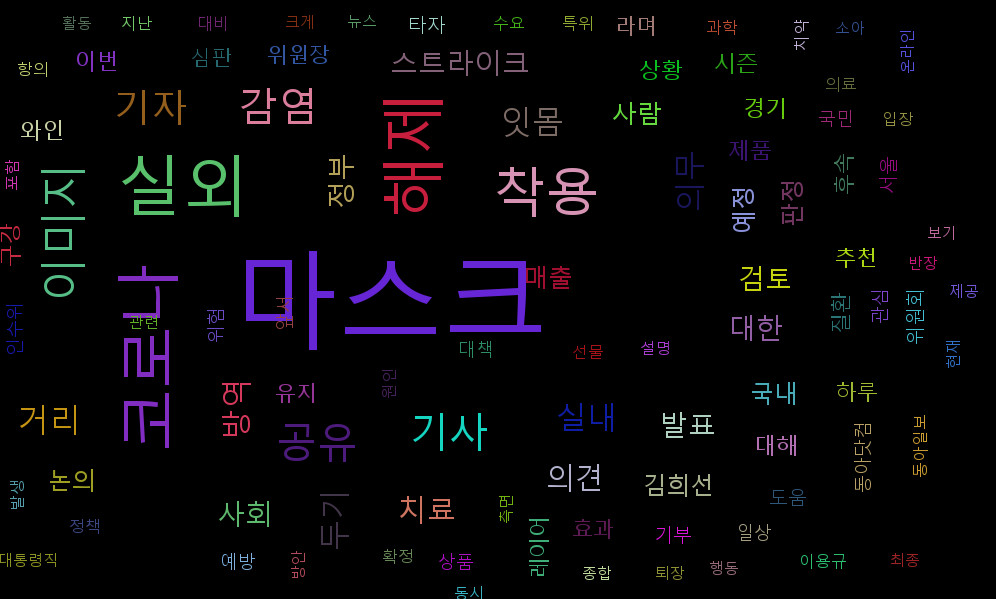 활동
지난
대비
크게
뉴스
타자
수요
특위
라며
과학
치약
소아
온라인
항의
이번
심판
위원장
스트라이크
상황
시즌
의료
기자
감염
해제
잇몸
사람
경기
국민
입장
와인
포함
이미지
실외
정부
착용
의무
제품
예정
판정
후속
서울
구강
코로나
마스크
매출
검토
추천
보기
반장
제공
인수위
관련
위험
앞서
대책
선물
설명
대한
질환
관심
위원회
현재
거리
방역
유지
원인
공유
기사
실내
발표
국내
하루
대해
동아닷컴
동아일보
논의
발생
정책
사회
두기
치료
의견
측면
김희선
도움
대통령직
예방
방안
확정
상품
레이어
효과
종합
기부
퇴장
행동
일상
이용규
최종
동시